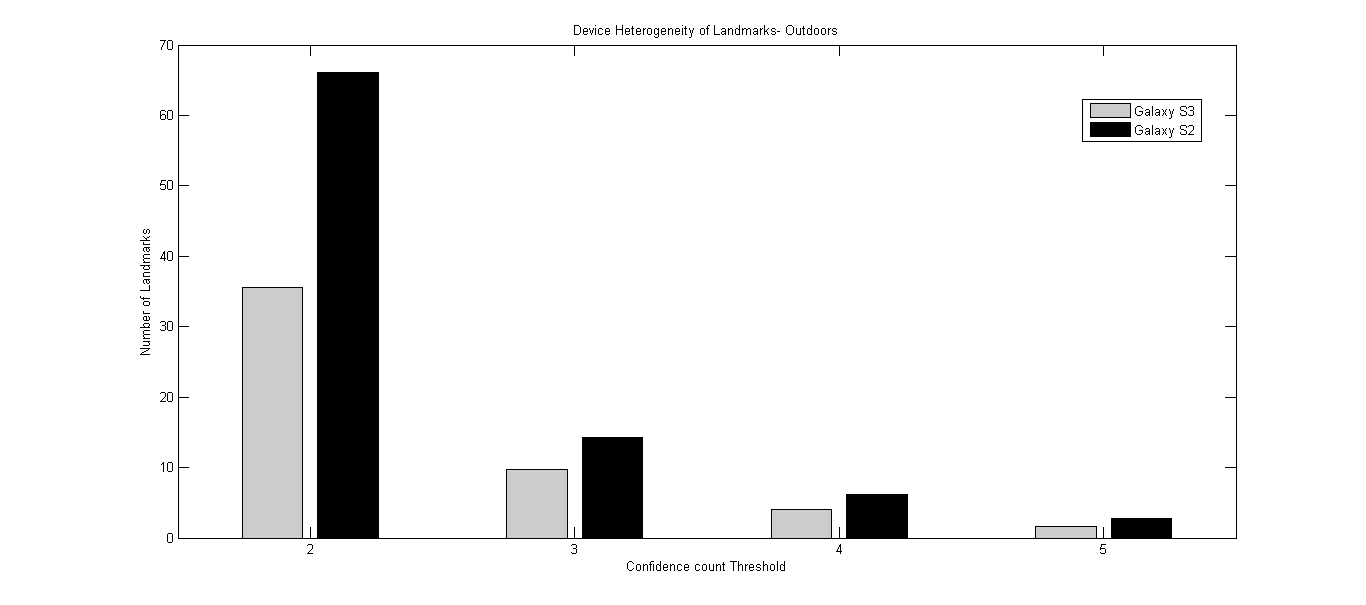 Device Heterogeneity of Landmarks- Outdoors
70
60
50
40
30
20
10
0
Number of Landmarks
Galaxy S3
Galaxy S2
2 3 4 5
Confidence count Threshold